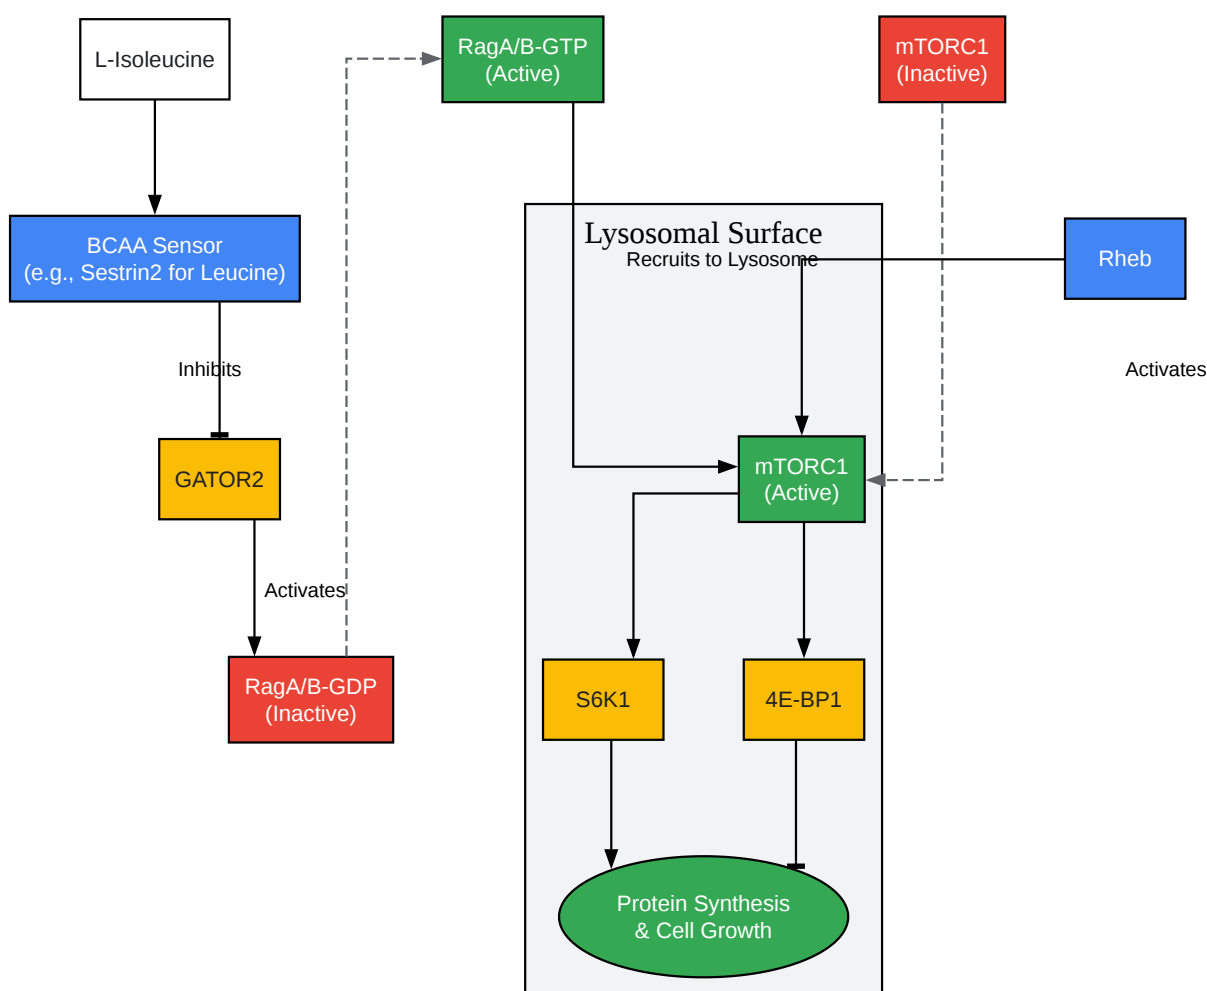 L-Isoleucine
RagA/B-GTP
(Active)
mTORC1
(Inactive)
BCAA Sensor
(e.g., Sestrin2 for Leucine)
Lysosomal Surface
Recruits to Lysosome
Rheb
Inhibits
Activates
GATOR2
mTORC1
(Active)
Activates
RagA/B-GDP
(Inactive)
S6K1
4E-BP1
Protein Synthesis
& Cell Growth